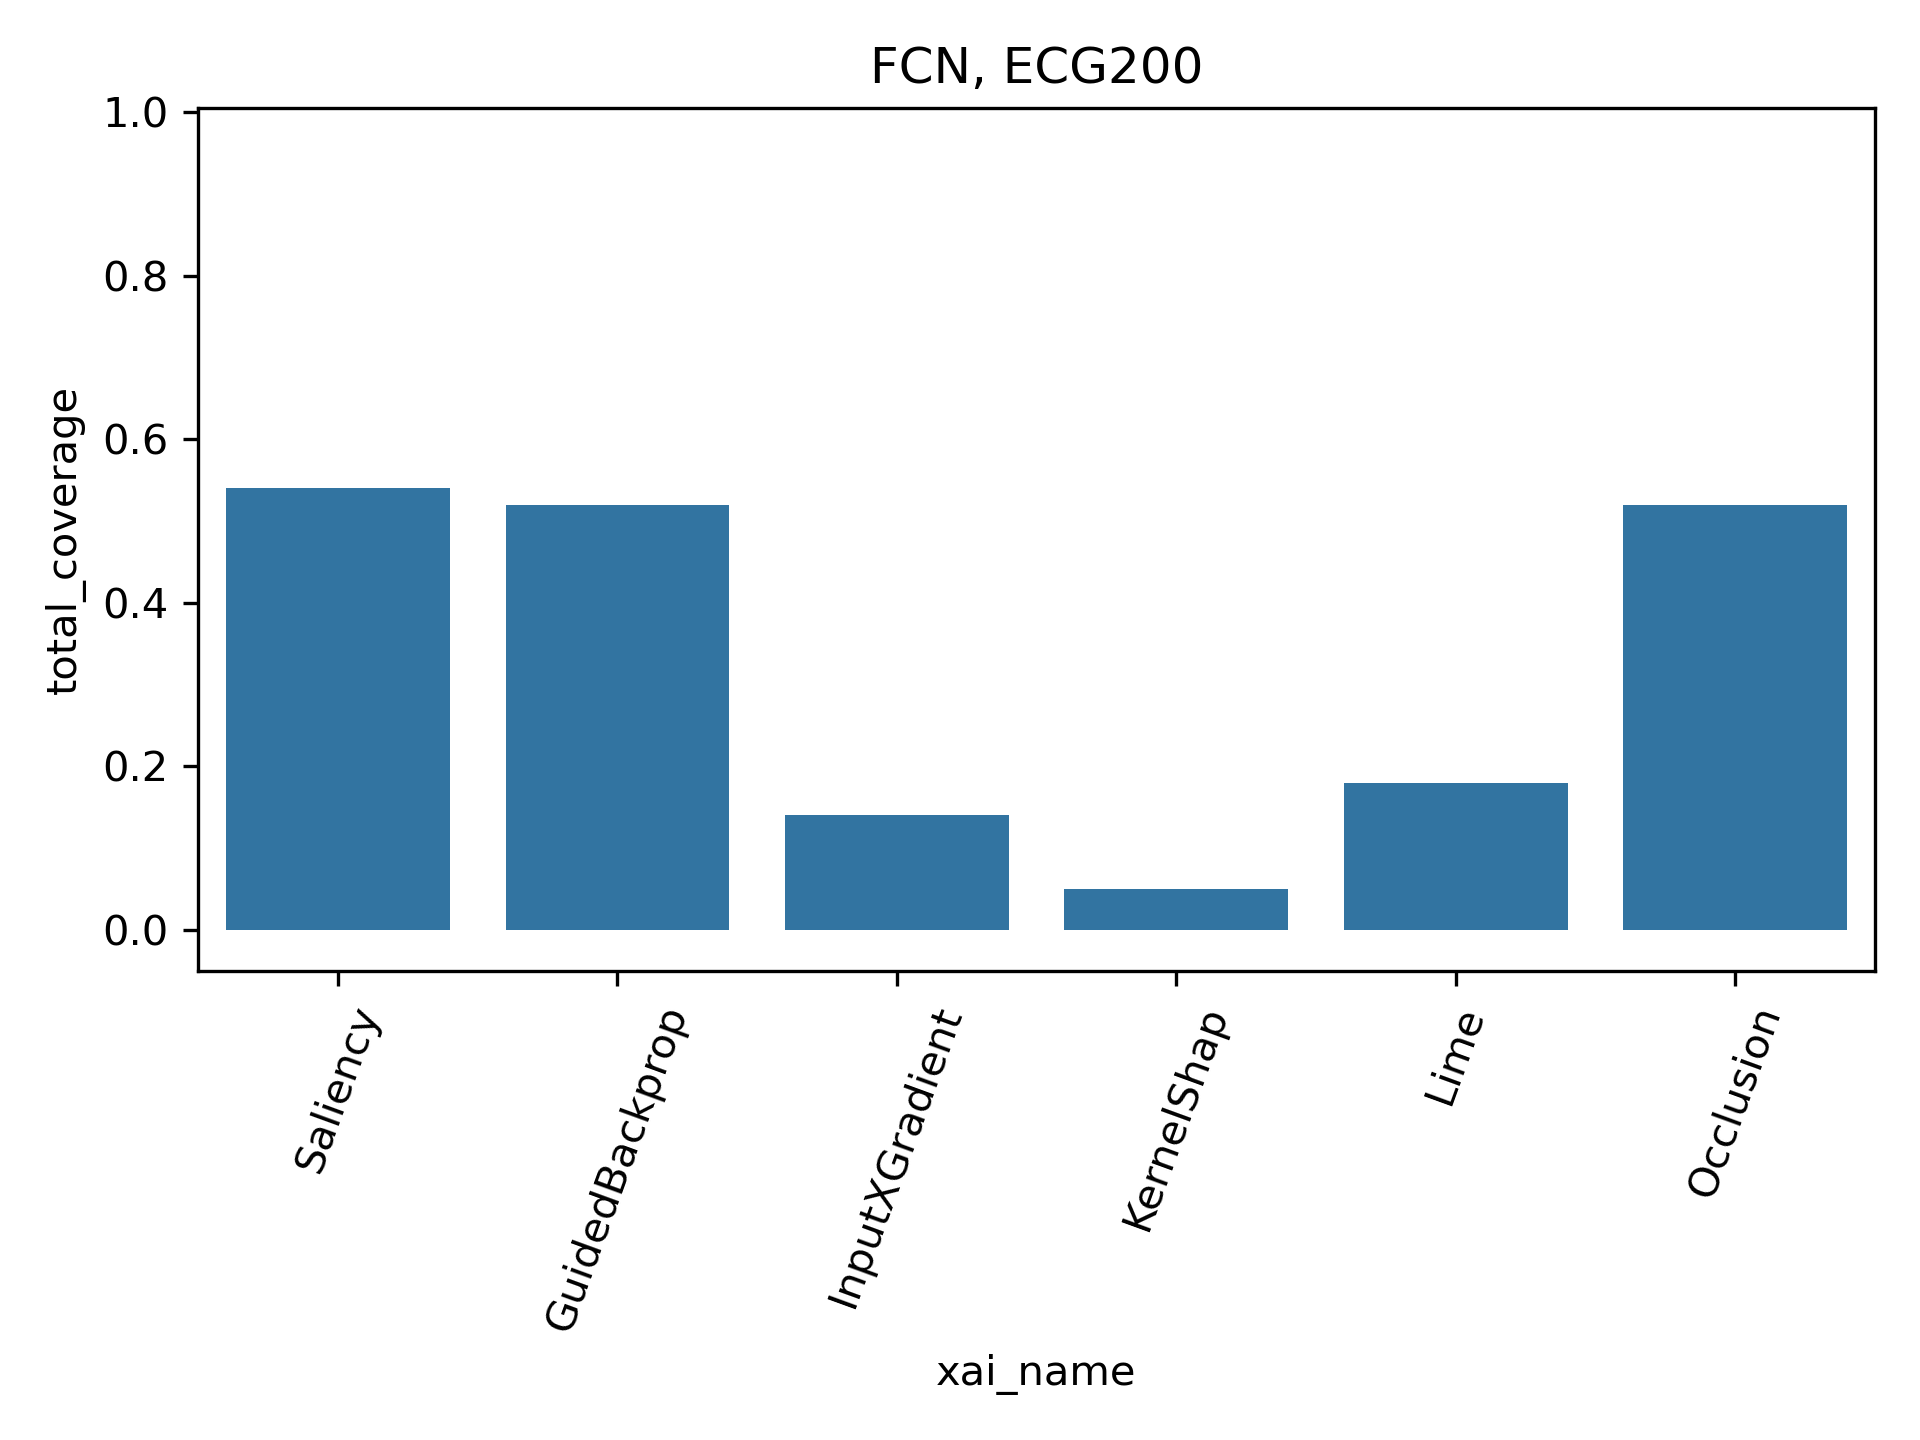 FCN, ECG200
total_coverage
1.0
0.8
0.6
0.4
0.2
0.0
Saliency
GuidedBackprop
InputXGradient
KernelShap
Lime
Occlusion
xai_name